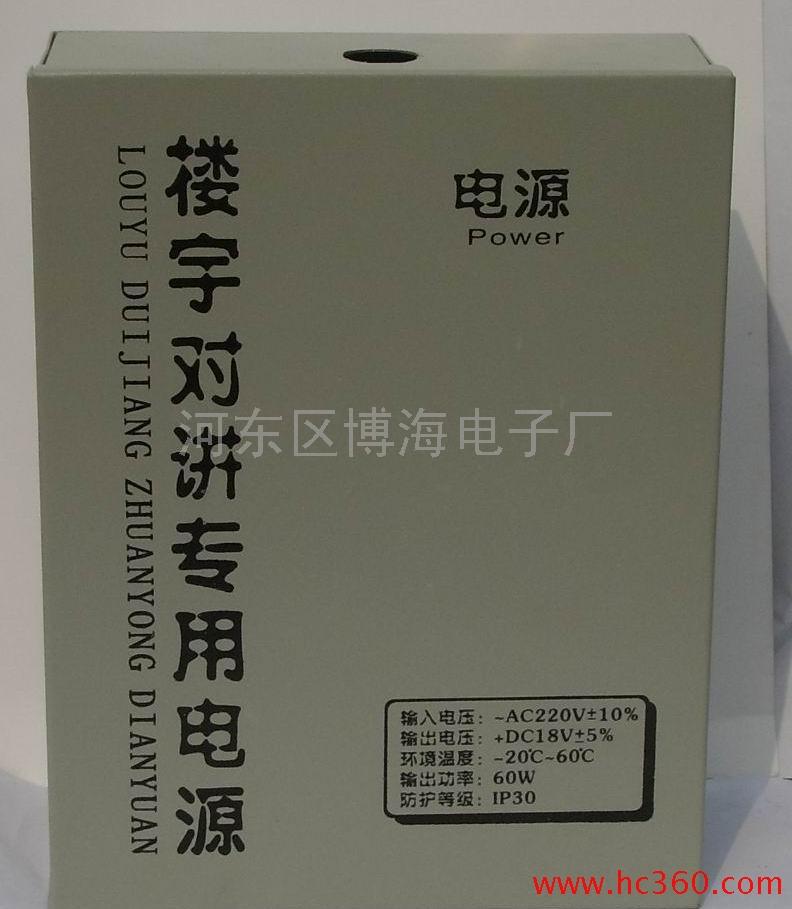 楼宇对讲专用电源
LOUYU DUIJIANG ZHUANYONG DIANYUAN
电源
Power
河东区博海电子厂
输入电压: ~AC220V±10%
输出电压: +DC18V±5%
环境温度: -20℃~60℃
输出功率: 60W
防护等级: IP30
www.hc360.com